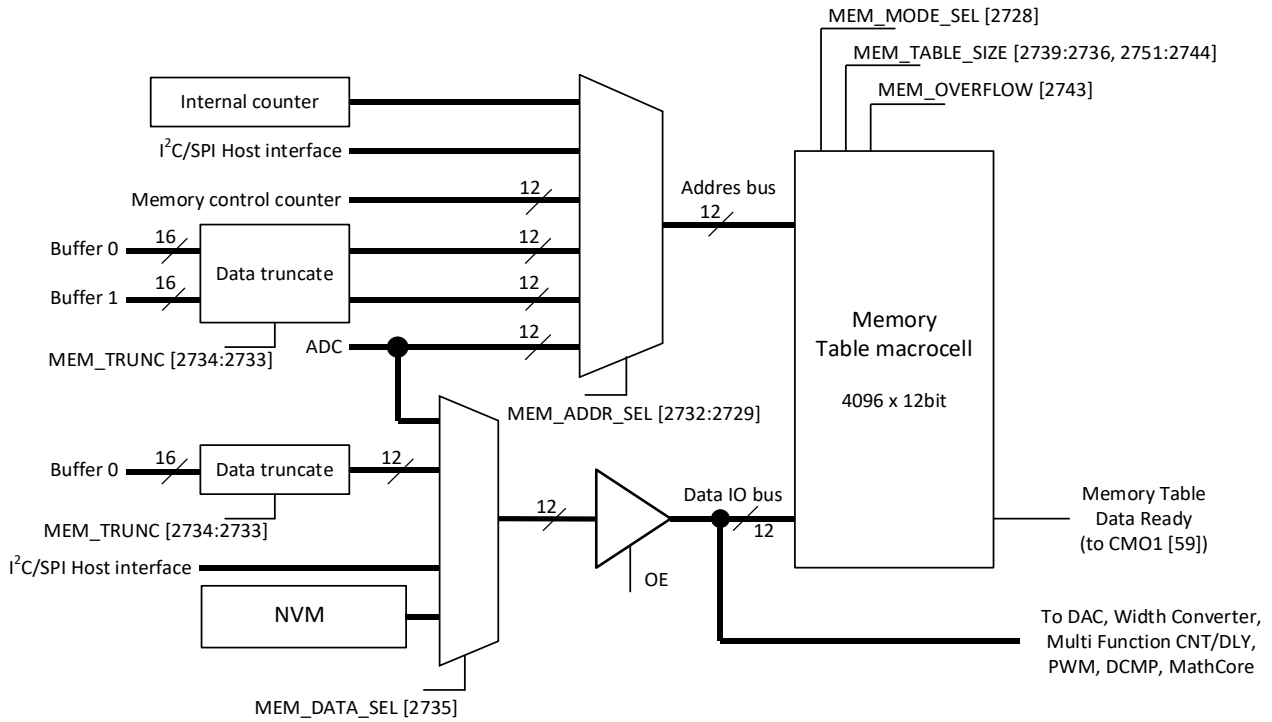 MEM_MODE_SEL [2728]
MEM_TABLE_SIZE [2739:2736, 2751:2744]
MEM_OVERFLOW [2743]
Internal counter
I²C/SPI Host interface
Memory control counter
12
Buffer 0
16
Data truncate
12
Buffer 1
16
12
MEM_TRUNC [2734:2733]
ADC
12
MEM_ADDR_SEL [2732:2729]
Addres bus
12
Memory
Table macrocell
4096 x 12bit
Buffer 0
16
Data truncate
12
MEM_TRUNC [2734:2733]
I²C/SPI Host interface
NVM
MEM_DATA_SEL [2735]
12
OE
Data IO bus
12
Memory Table
Data Ready
(to CMO1 [59])
To DAC, Width Converter,
Multi Function CNT/DLY,
PWM, DCMP, MathCore